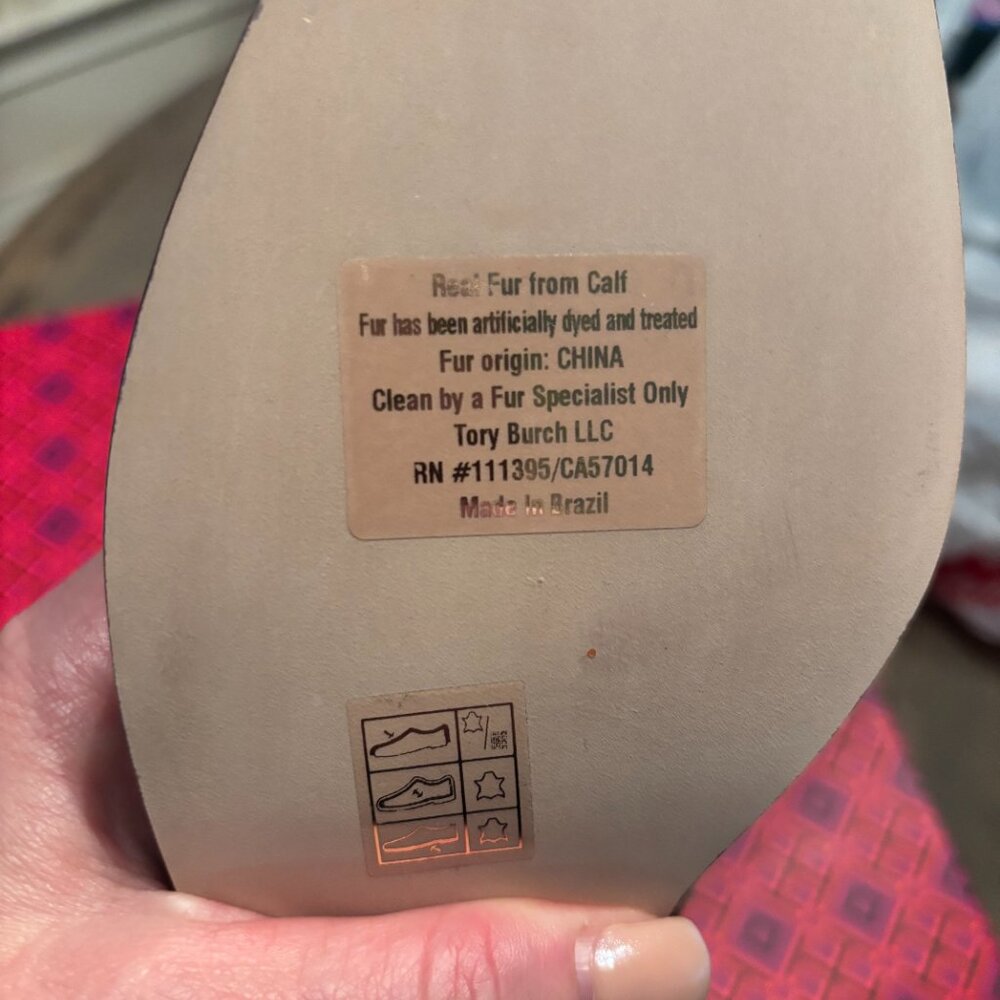 Real Fur from Calf
Fur has been artificially dyed and treated
Fur origin: CHINA
Clean by a Fur Specialist Only
Tory Burch LLC
RN #111395/CA57014
Made In Brazil